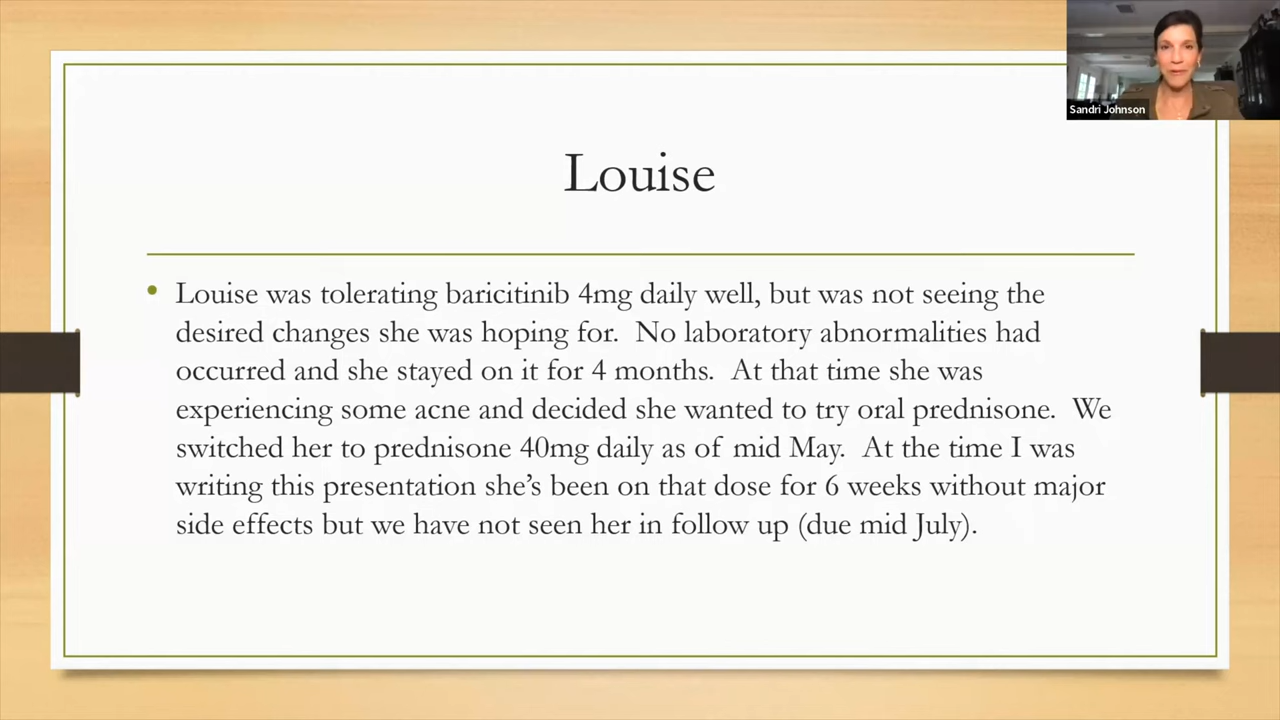 Sandri Johnson
Louise
• Louise was tolerating baricitinib 4mg daily well, but was not seeing the
desired changes she was hoping for.  No laboratory abnormalities had
occurred and she stayed on it for 4 months.  At that time she was
experiencing some acne and decided she wanted to try oral prednisone.  We
switched her to prednisone 40mg daily as of mid May.  At the time I was
writing this presentation she’s been on that dose for 6 weeks without major
side effects but we have not seen her in follow up (due mid July).